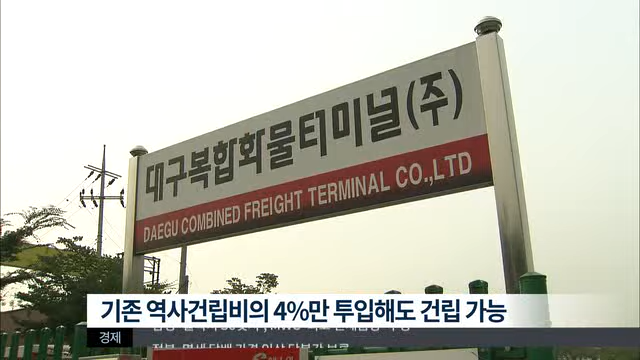 대구복합화물터미널(주)
DAEGU COMBINED FREIGHT TERMINAL CO.,LTD
기존 역사건립비의 4%만 투입해도 건립 가능
경제